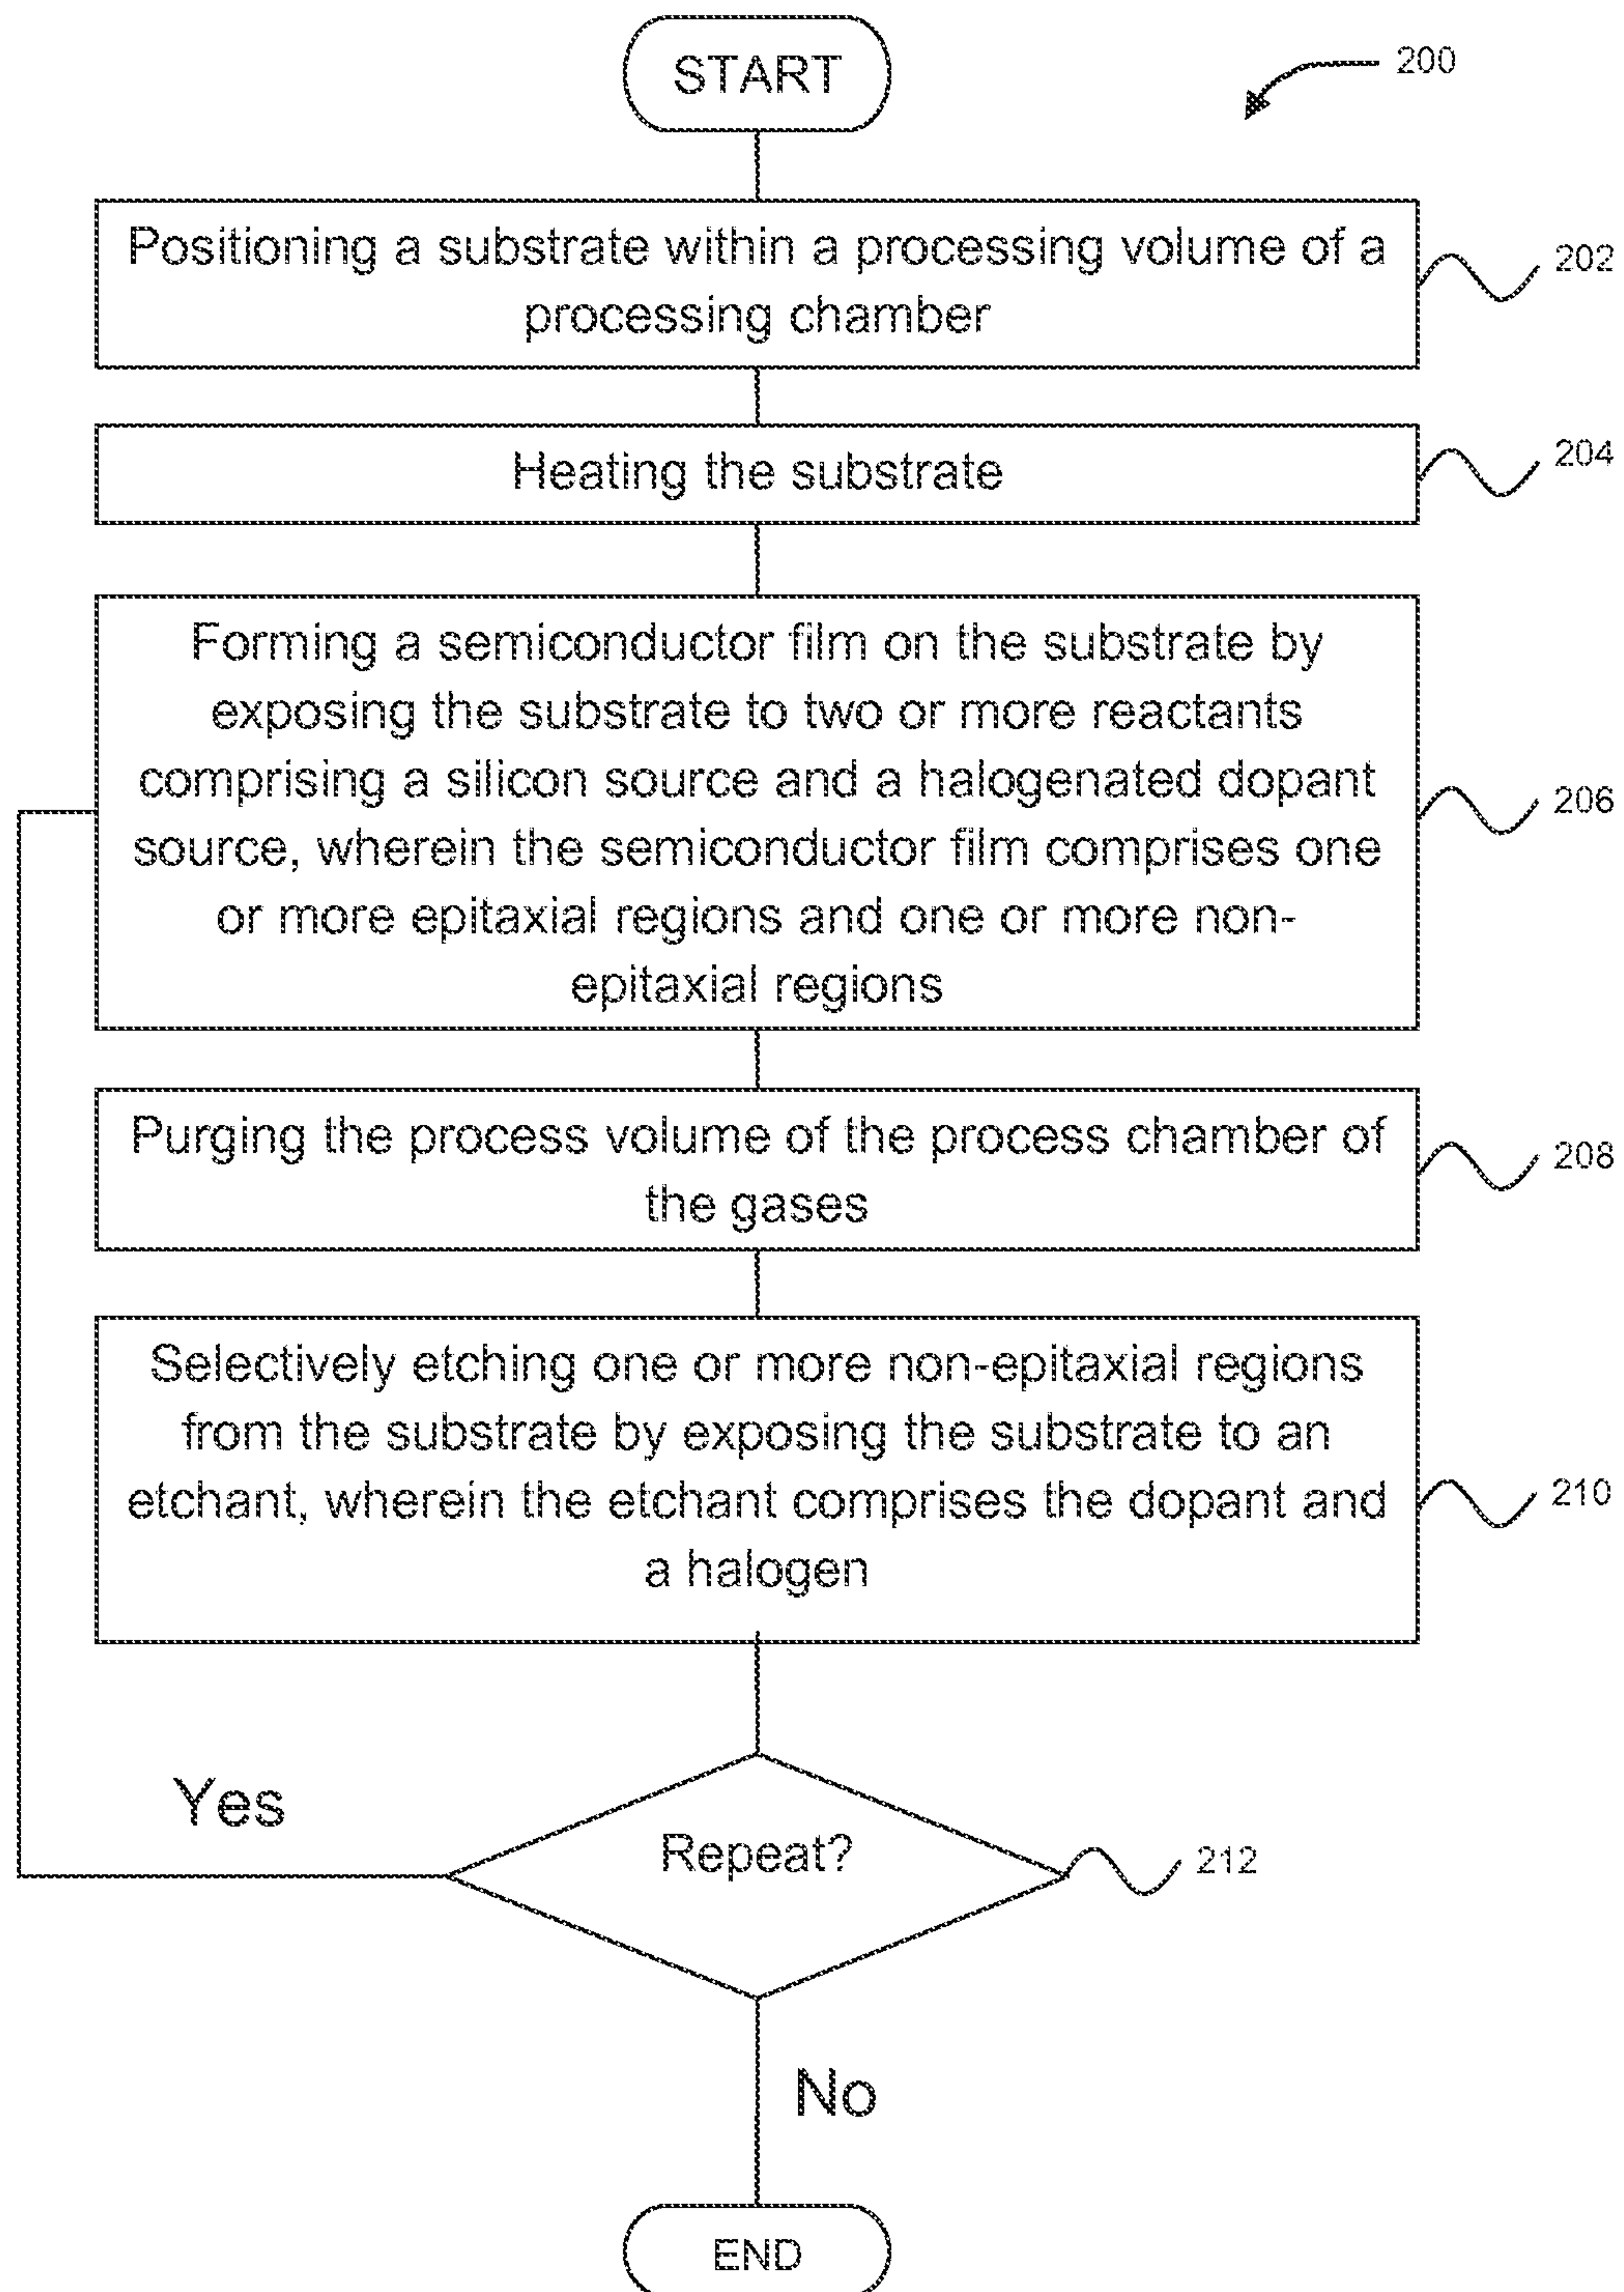 START
200
Positioning a substrate within a processing volume of a
processing chamber
202
Heating the substrate
204
Forming a semiconductor film on the substrate by
exposing the substrate to two or more reactants
comprising a silicon source and a halogenated dopant
source, wherein the semiconductor film comprises one
or more epitaxial regions and one or more non-
epitaxial regions
206
Purging the process volume of the process chamber of
the gases
208
Selectively etching one or more non-epitaxial regions
from the substrate by exposing the substrate to an
etchant, wherein the etchant comprises the dopant and
a halogen
210
Yes
Repeat?
212
No
END